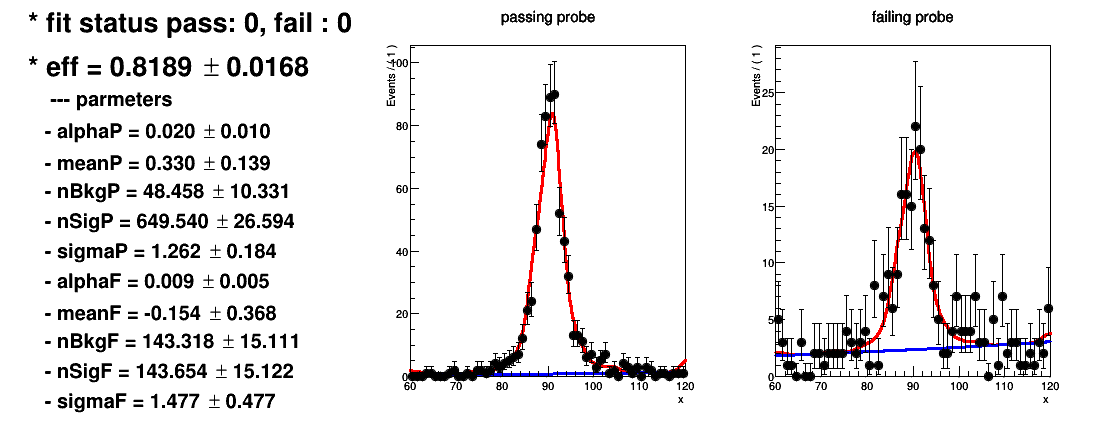 * fit status pass: 0, fail : 0
* eff = 0.8189 ± 0.0168
--- parmeters
- alphaP = 0.020 ± 0.010
- meanP = 0.330 ± 0.139
- nBkgP = 48.458 ± 10.331
- nSigP = 649.540 ± 26.594
- sigmaP = 1.262 ± 0.184
- alphaF = 0.009 ± 0.005
- meanF = -0.154 ± 0.368
- nBkgF = 143.318 ± 15.111
- nSigF = 143.654 ± 15.122
- sigmaF = 1.477 ± 0.477
passing probe
Events / ( 1 )
100
80
60
40
20
0
60 70 80 90 100 110 120
x
failing probe
Events / ( 1 )
25
20
15
10
5
0
60 70 80 90 100 110 120
x